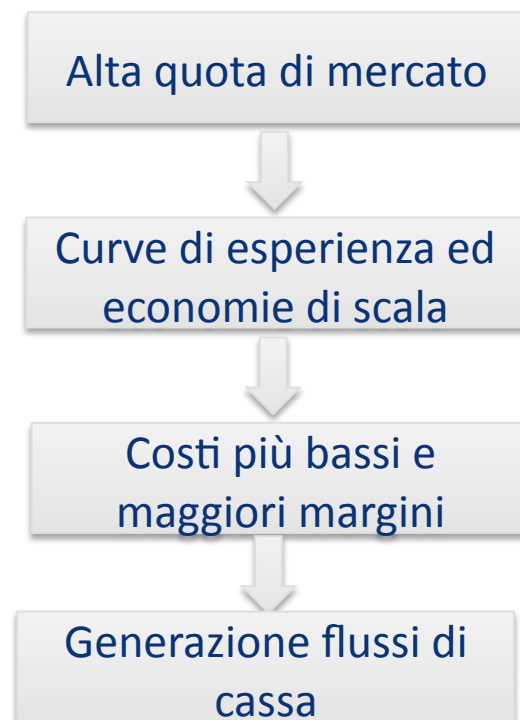 Alta quota di mercato
Curve di esperienza ed
economie di scala
Costi più bassi e
maggiori margini
Generazione flussi di
cassa